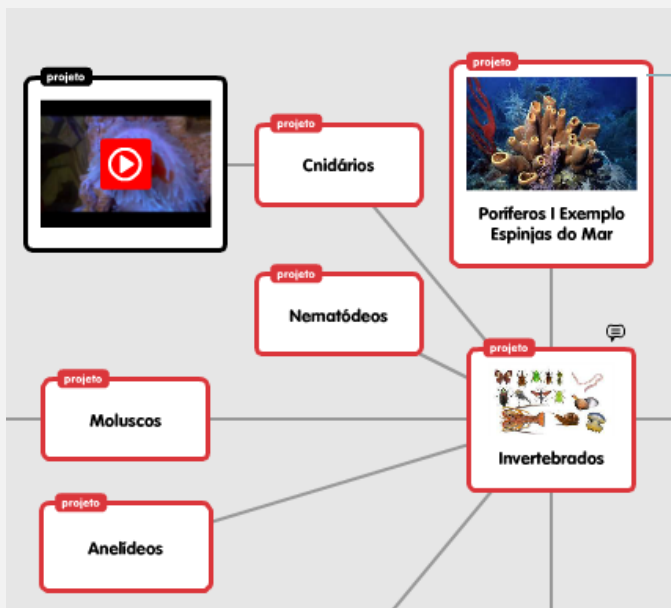 projeto
projeto
Cnidários
projeto
Poríferos | Exemplo
Espinjas do Mar
projeto
Nematódeos
projeto
Invertebrados
projeto
Moluscos
projeto
Anelídeos